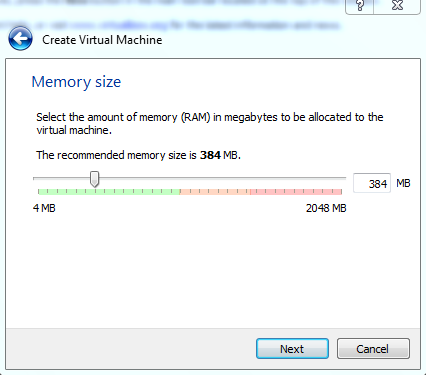 Create Virtual Machine
Memory size
Select the amount of memory (RAM) in megabytes to be allocated to the
virtual machine.
The recommended memory size is 384 MB.
384 MB
4 MB 2048 MB
Next Cancel